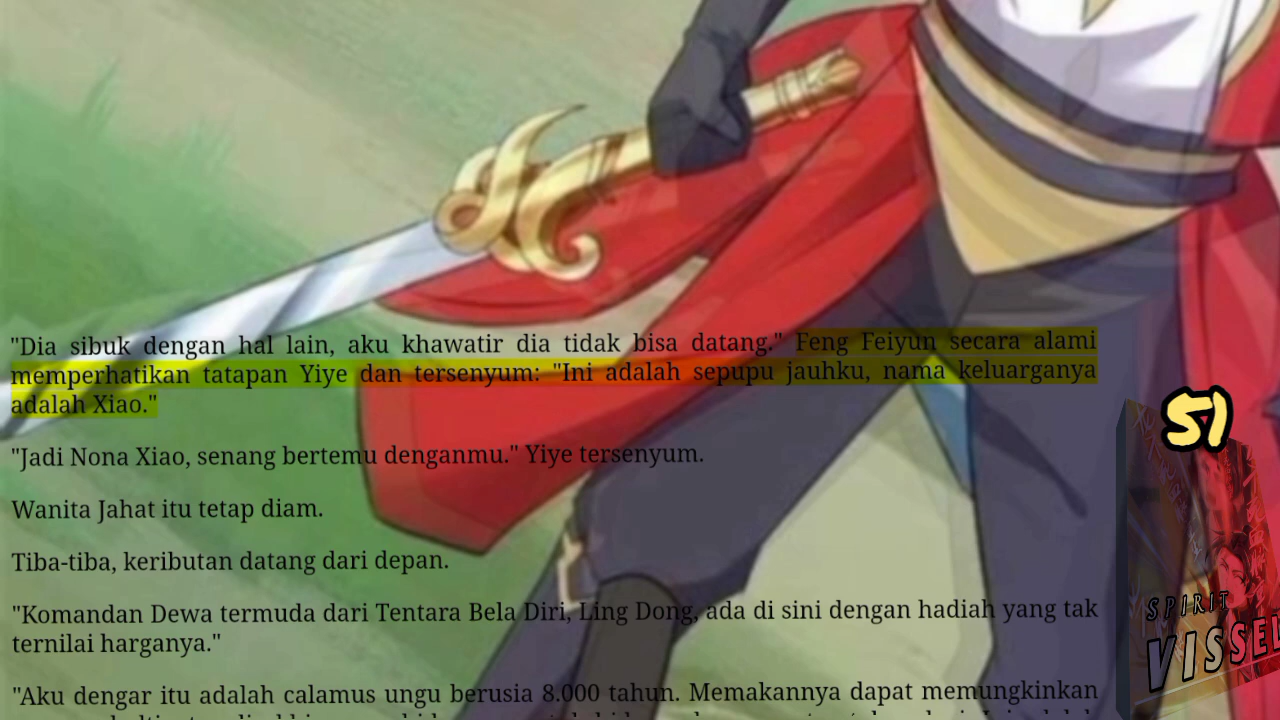 "Dia sibuk dengan hal lain, aku khawatir dia tidak bisa datang." Feng Feiyun secara alami
memperhatikan tatapan Yiye dan tersenyum: "Ini adalah sepupu jauhku, nama keluarganya
adalah Xiao."
"Jadi Nona Xiao, senang bertemu denganmu." Yiye tersenyum.
Wanita Jahat itu tetap diam.
Tiba-tiba, keributan datang dari depan.
"Komandan Dewa termuda dari Tentara Bela Diri, Ling Dong, ada di sini dengan hadiah yang tak
ternilai harganya."
"Aku dengar itu adalah calamus ungu berusia 8.000 tahun. Memakannya dapat memungkinkan
51
SPIRIT
VISSEL